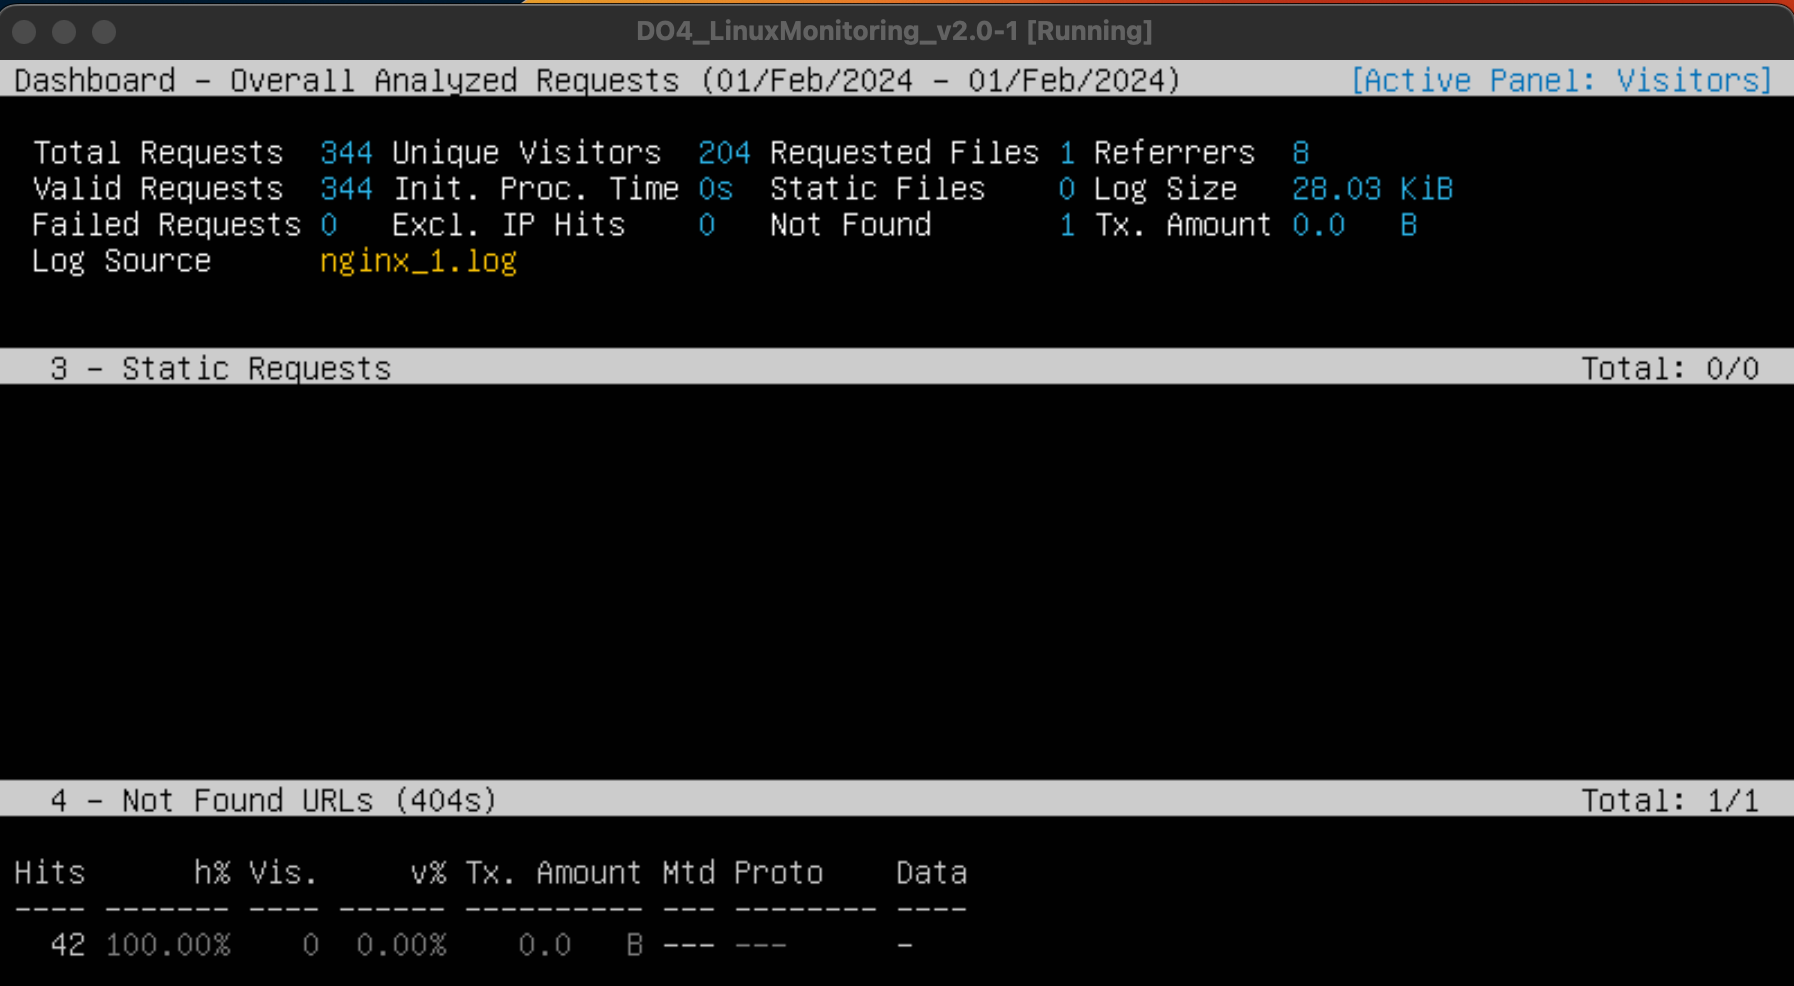 DO4_LinuxMonitoring_v2.0-1 [Running]
Dashboard - Overall Analyzed Requests (01/Feb/2024 - 01/Feb/2024) [Active Panel: Visitors]
Total Requests 344 Unique Visitors 204 Requested Files 1 Referrers 8
Valid Requests 344 Init. Proc. Time 0s Static Files 0 Log Size 28.03 KiB
Failed Requests 0 Excl. IP Hits 0 Not Found 1 Tx. Amount 0.0 B
Log Source nginx_1.log
3 - Static Requests Total: 0/0
4 - Not Found URLs (404s) Total: 1/1
Hits h% Vis. v% Tx. Amount Mtd Proto Data
---- ------- ---- ------ ---------- --- -------- ----
42 100.00% 0 0.00% 0.0 B --- --- -